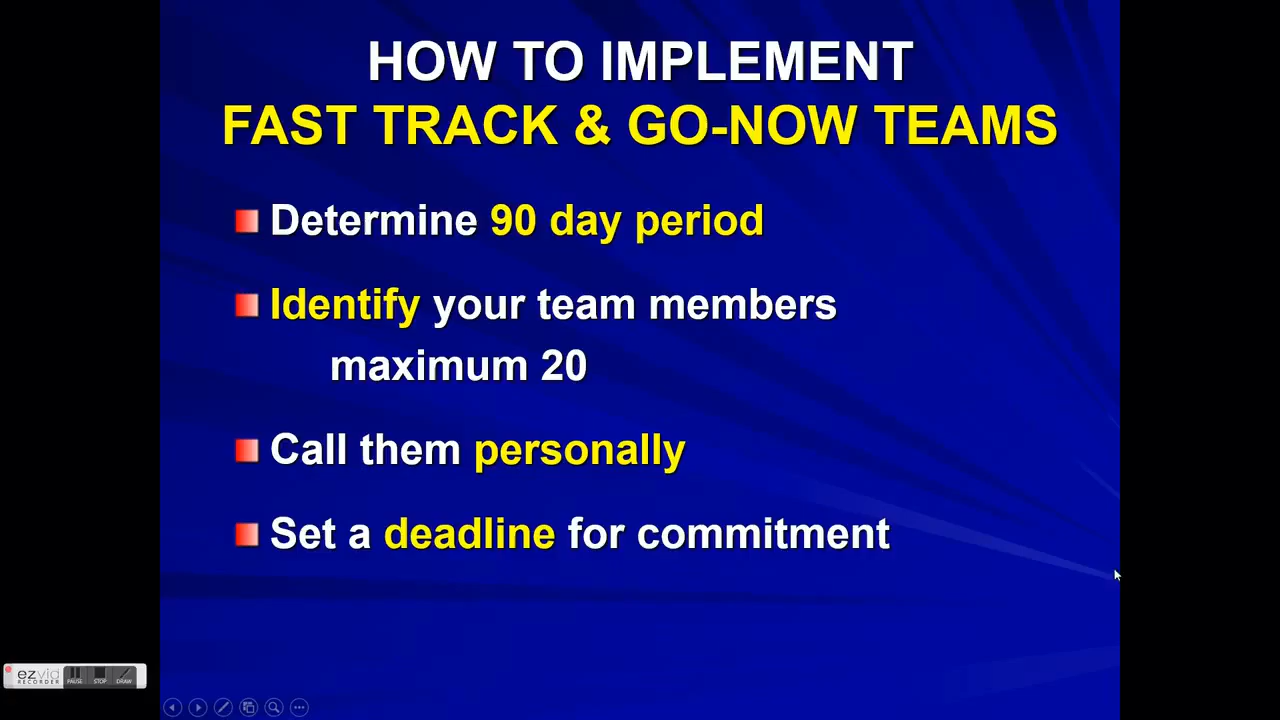 HOW TO IMPLEMENT
FAST TRACK & GO-NOW TEAMS
Determine 90 day period
Identify your team members
maximum 20
Call them personally
Set a deadline for commitment
ezvid
RECORDER
PAUSE STOP DRAW